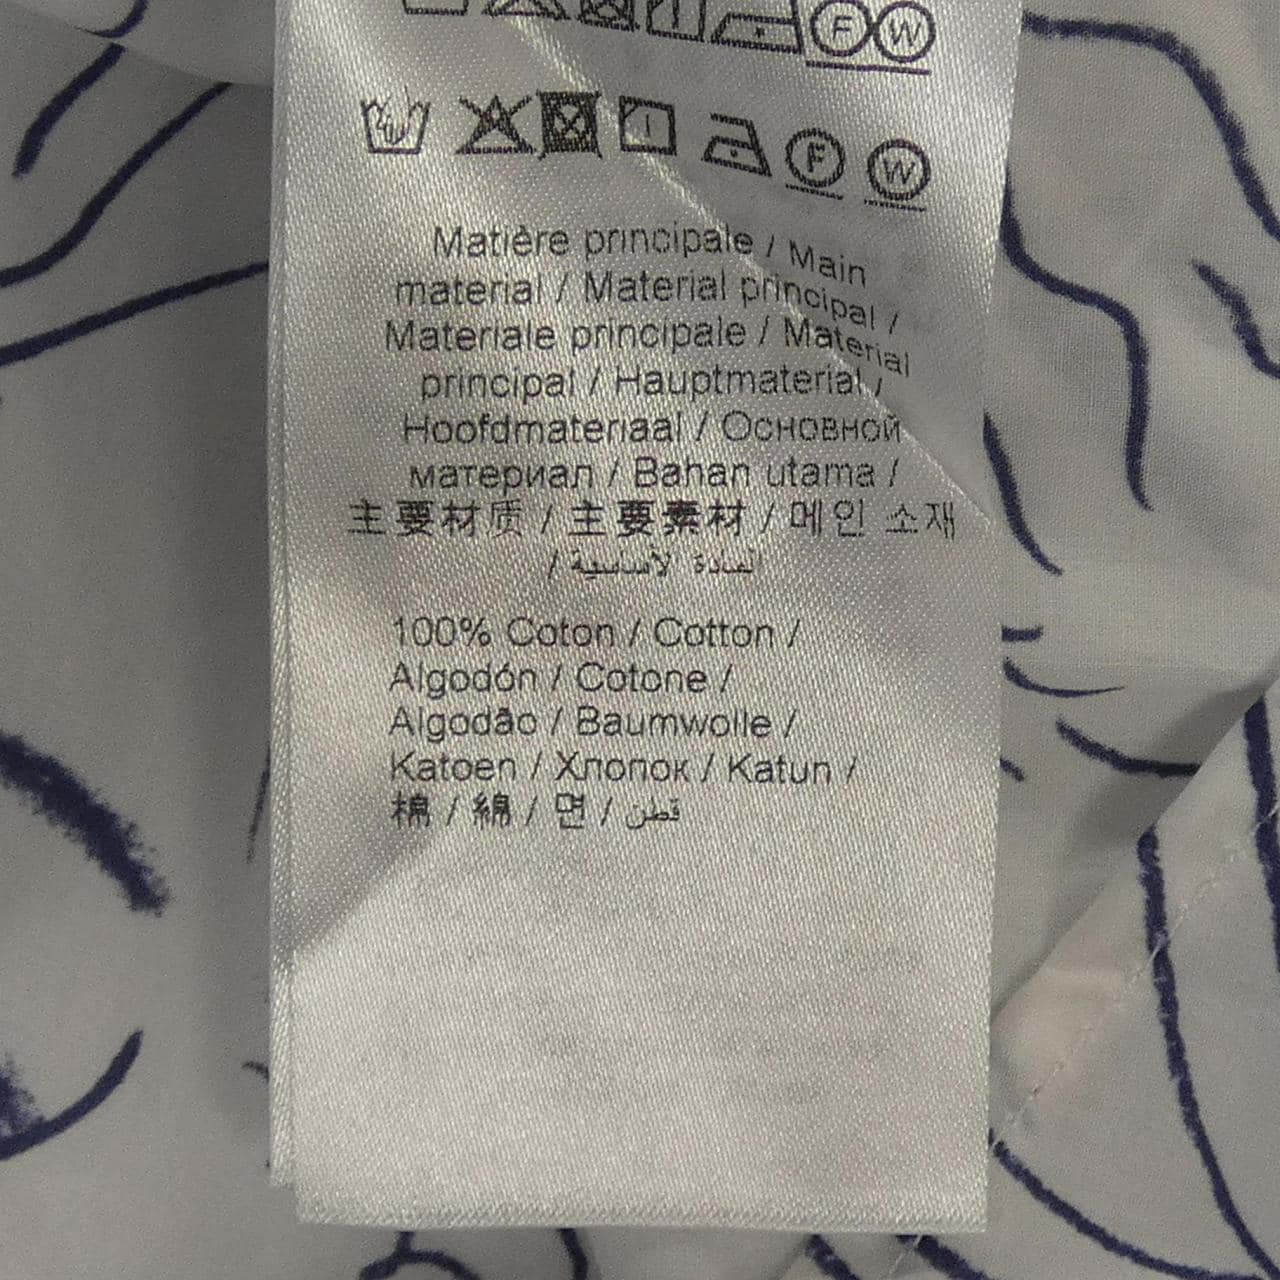 F W
F W
Matière principale / Main
material / Material principal /
Materiale principale / Material
principal / Hauptmaterial /
Hoofdmateriaal / Основной
материал / Bahan utama /
主要材质 / 主要素材 / 메인 소재
/ المادة لأساسية
100% Coton / Cotton /
Algodón / Cotone /
Algodão / Baumwolle /
Katoen / Хлопок / Katun /
棉 / 綿 / 면 / قطن